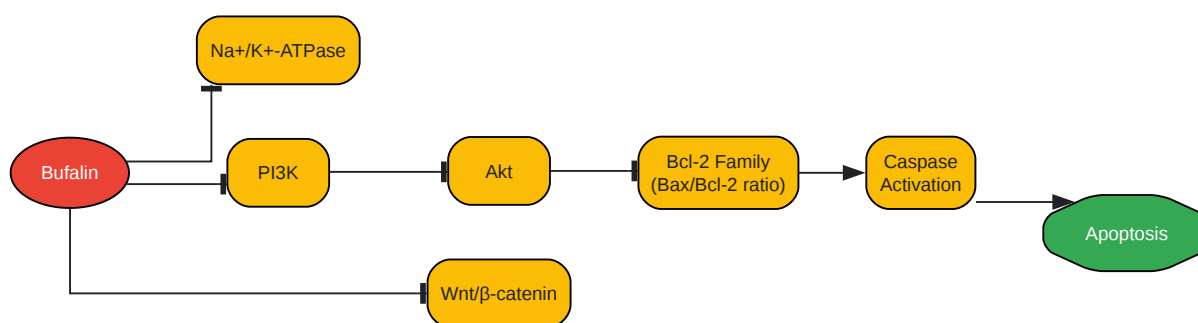 Na+/K+-ATPase
Bufalin
PI3K
Akt
Bcl-2 Family
(Bax/Bcl-2 ratio)
Caspase
Activation
Apoptosis
Wnt/β-catenin